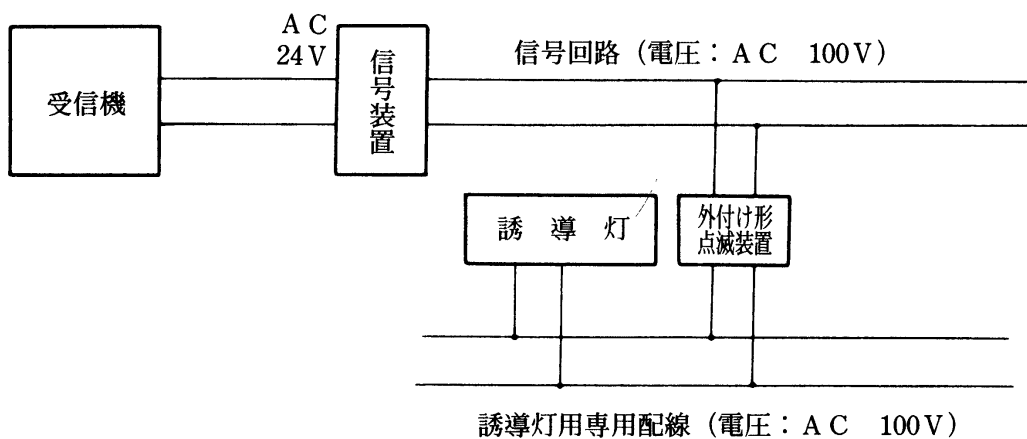 受信機
AC
24V
信号装置
信号回路（電圧：AC 100V）
誘導灯
外付け形
点滅装置
誘導灯用専用配線（電圧：AC 100V）